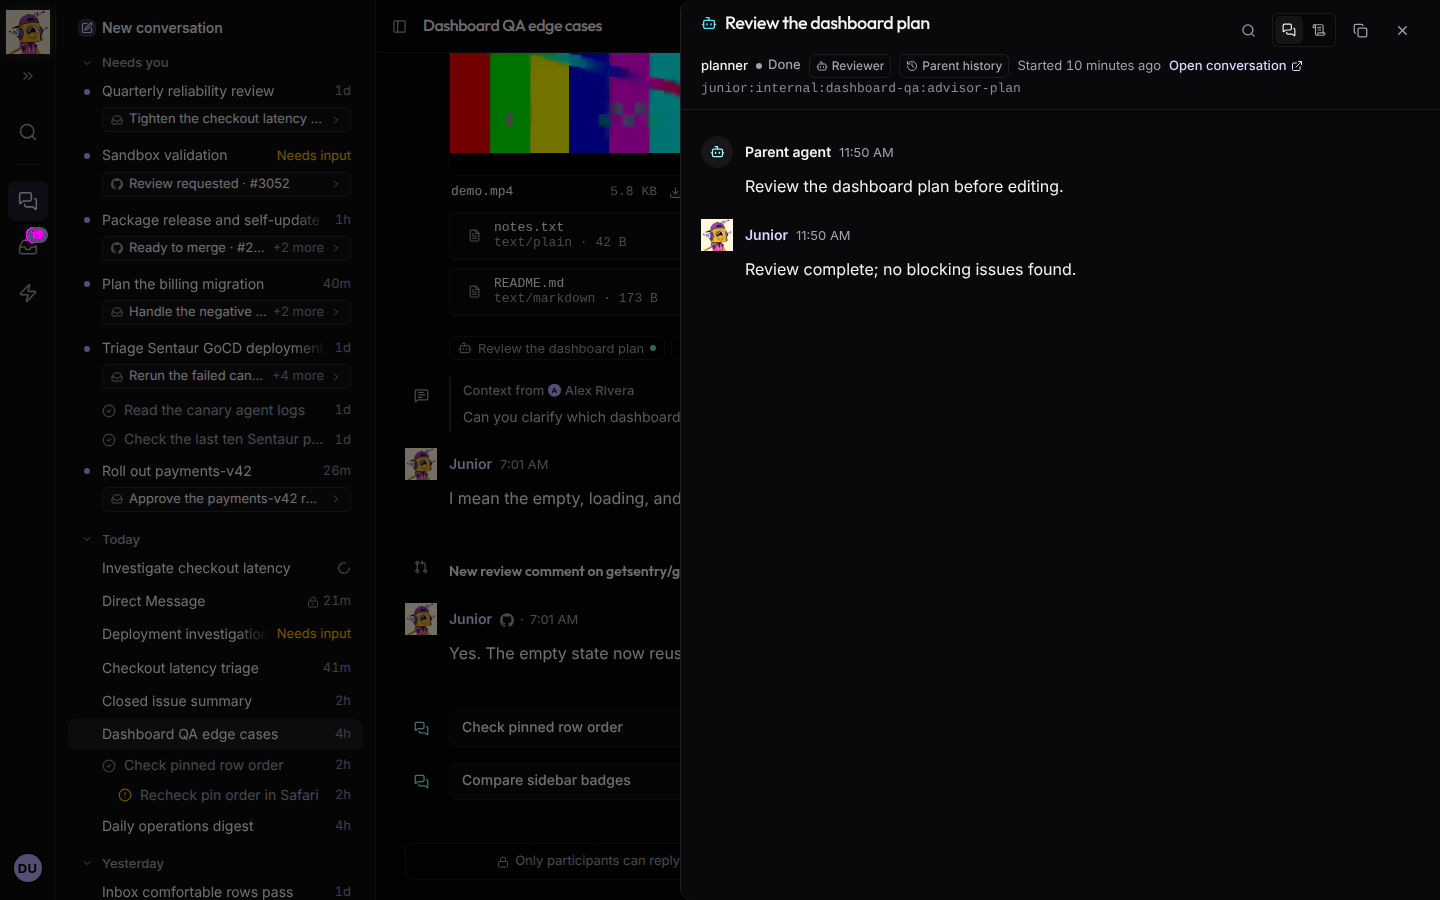 New conversation
Needs you
Quarterly reliability review 1d
Tighten the checkout latency ...
Sandbox validation Needs input
Review requested · #3052
Package release and self-update 1h
Ready to merge · #2... +2 more
Plan the billing migration 40m
Handle the negative ... +2 more
Triage Sentaur GoCD deployment 1d
Rerun the failed can... +4 more
Read the canary agent logs 1d
Check the last ten Sentaur p... 1d
Roll out payments-v42 26m
Approve the payments-v42 r...
Today
Investigate checkout latency
Direct Message 21m
Deployment investigation Needs input
Checkout latency triage 41m
Closed issue summary 2h
Dashboard QA edge cases 4h
Check pinned row order 2h
Recheck pin order in Safari 2h
Daily operations digest 4h
Yesterday
Inbox comfortable rows pass 1d
DU
Dashboard QA edge cases
demo.mp4 5.8 KB
notes.txt
text/plain · 42 B
README.md
text/markdown · 173 B
Review the dashboard plan
Context from A Alex Rivera
Can you clarify which dashboard
Junior 7:01 AM
I mean the empty, loading, and
New review comment on getsentry/g
Junior · 7:01 AM
Yes. The empty state now reus
Check pinned row order
Compare sidebar badges
Only participants can reply
Review the dashboard plan
planner Done Reviewer Parent history Started 10 minutes ago Open conversation
junior:internal:dashboard-qa:advisor-plan
Parent agent 11:50 AM
Review the dashboard plan before editing.
Junior 11:50 AM
Review complete; no blocking issues found.